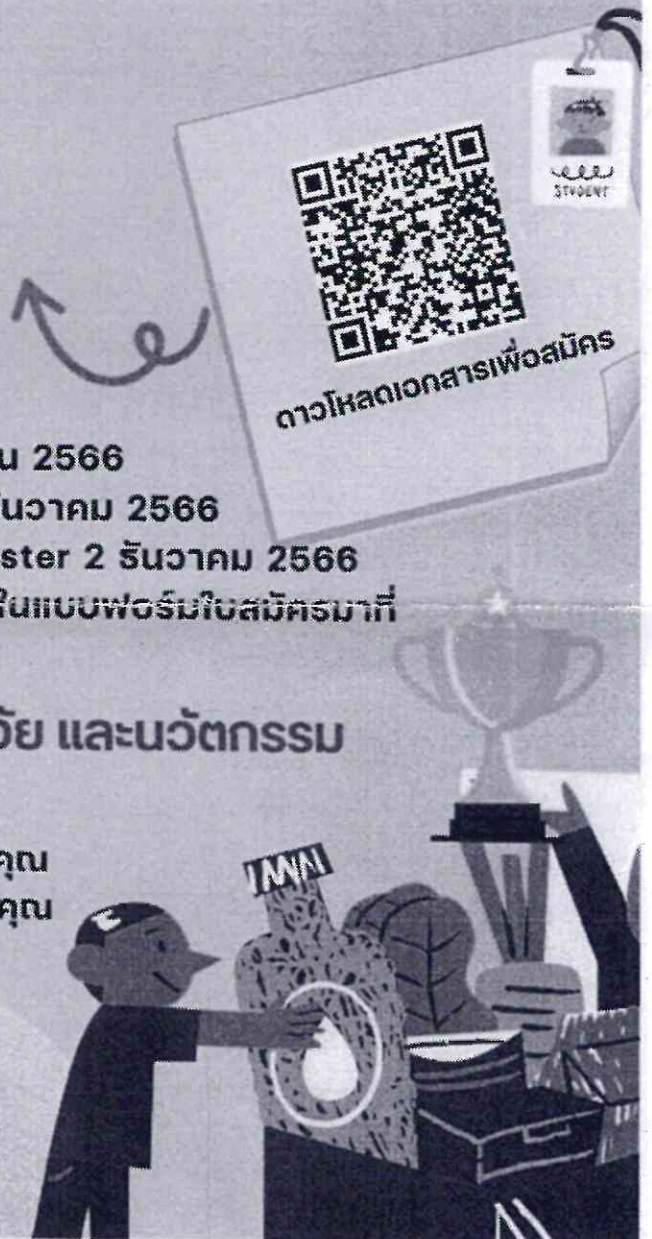 STUDENT
ดาวโหลดเอกสารเพื่อสมัคร
น 2566
ันวาคม 2566
ster 2 ธันวาคม 2566
ในแบบฟอร์มใบสมัครมาที่
วัย และนวัตกรรม
คุณ
คุณ